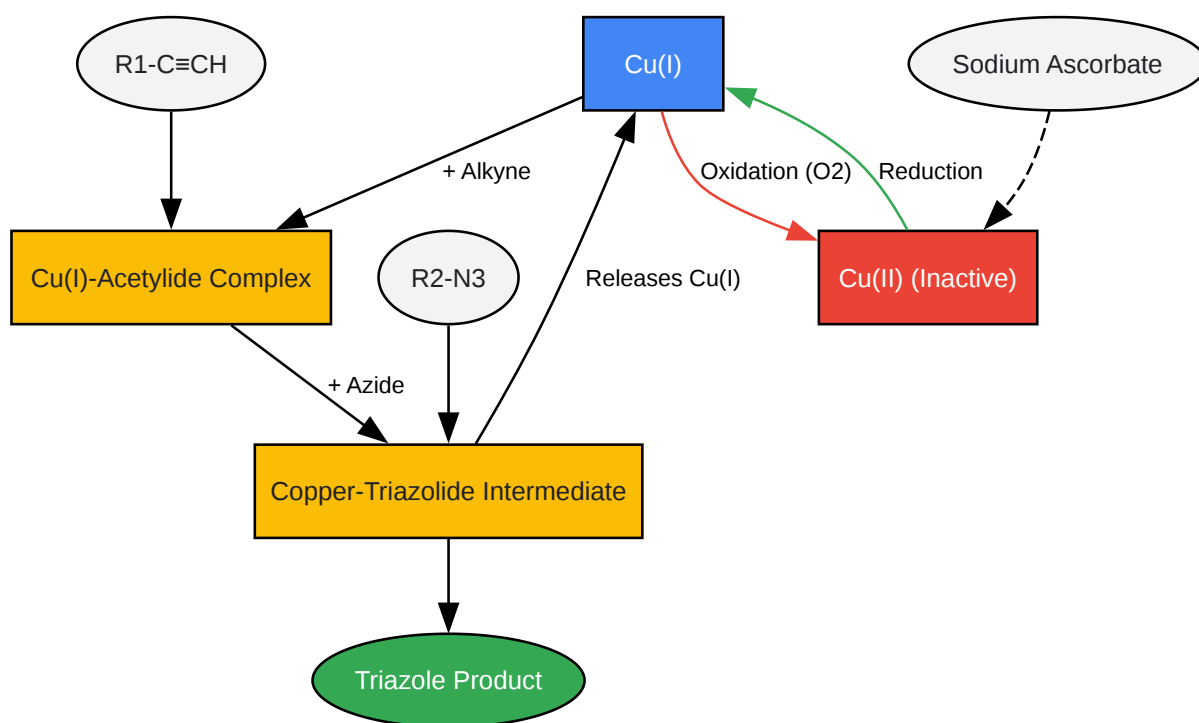 R1-C≡CH
Cu(I)
Sodium Ascorbate
+ Alkyne
Oxidation (O2)
Reduction
Cu(I)-Acetylide Complex
R2-N3
Releases Cu(I)
Cu(II) (Inactive)
+ Azide
Copper-Triazolide Intermediate
Triazole Product